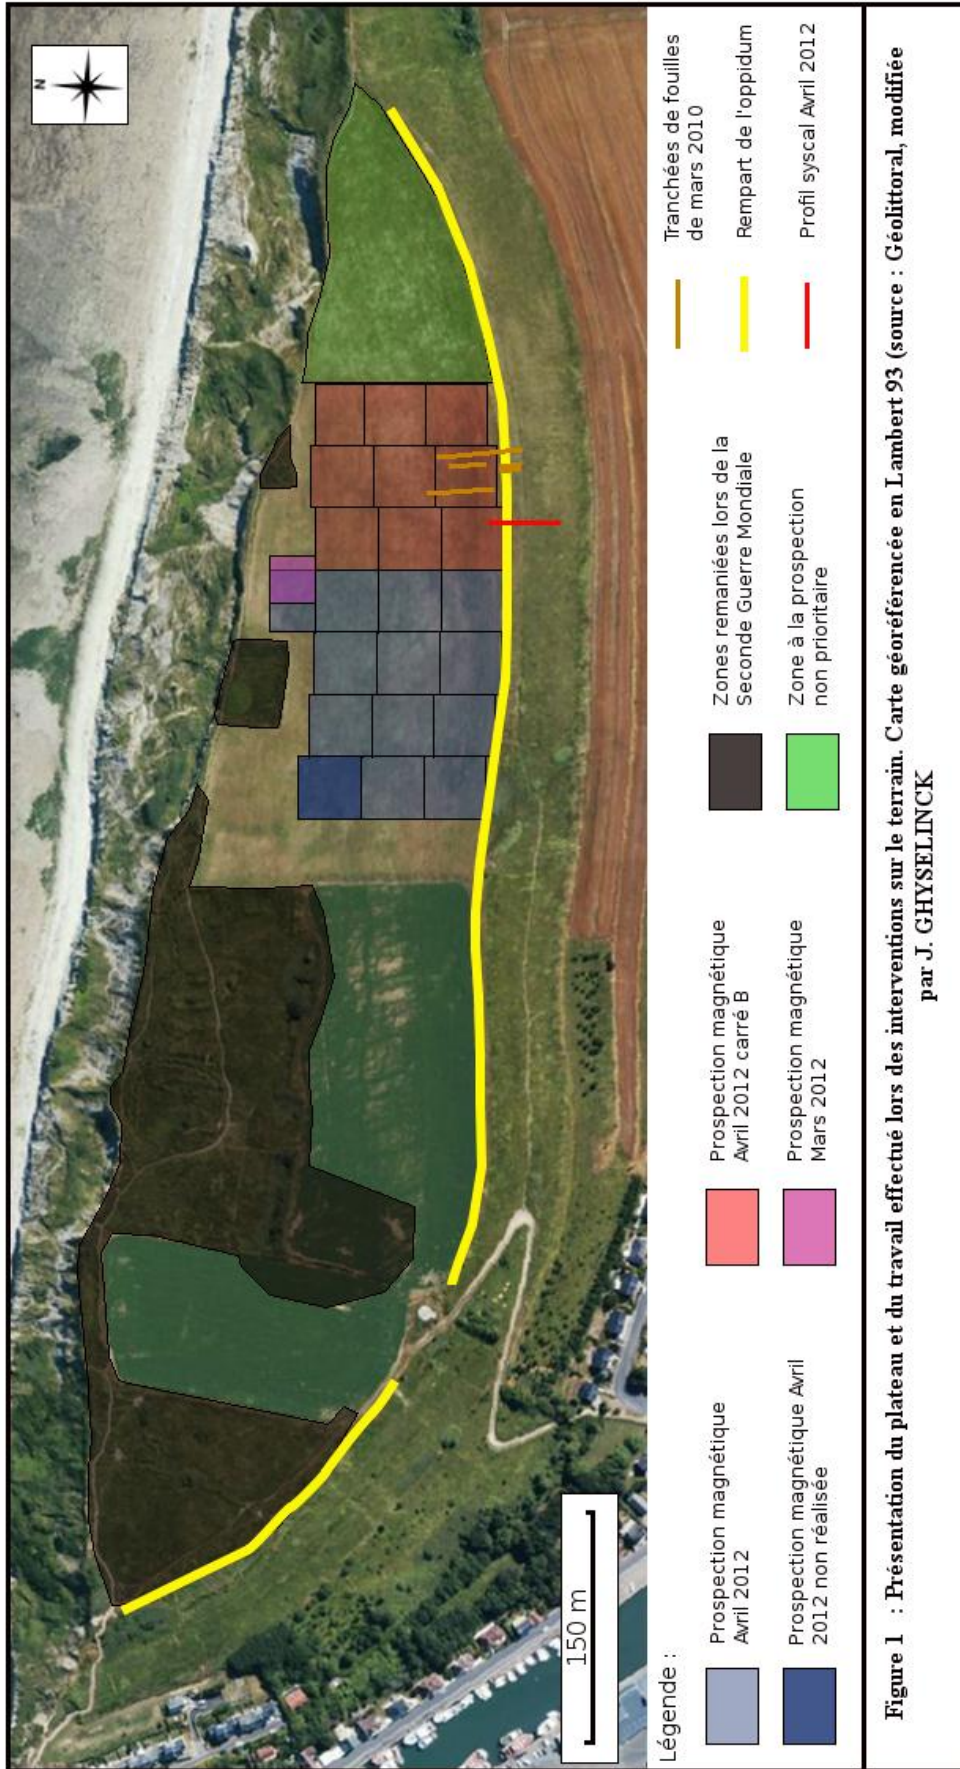 N
150 m
Légende :
Prospection magnétique
Avril 2012
Prospection magnétique Avril
2012 non réalisée
Prospection magnétique
Avril 2012 carré B
Prospection magnétique
Mars 2012
Zones remaniées lors de la
Seconde Guerre Mondiale
Zone à la prospection
non prioritaire
Tranchées de fouilles
de mars 2010
Rempart de l'oppidum
Profil syscal Avril 2012
Figure 1 : Présentation du plateau et du travail effectué lors des interventions sur le terrain. Carte géoréférencée en Lambert 93 (source : Géolittoral, modifiée
par J. GHYSELINCK